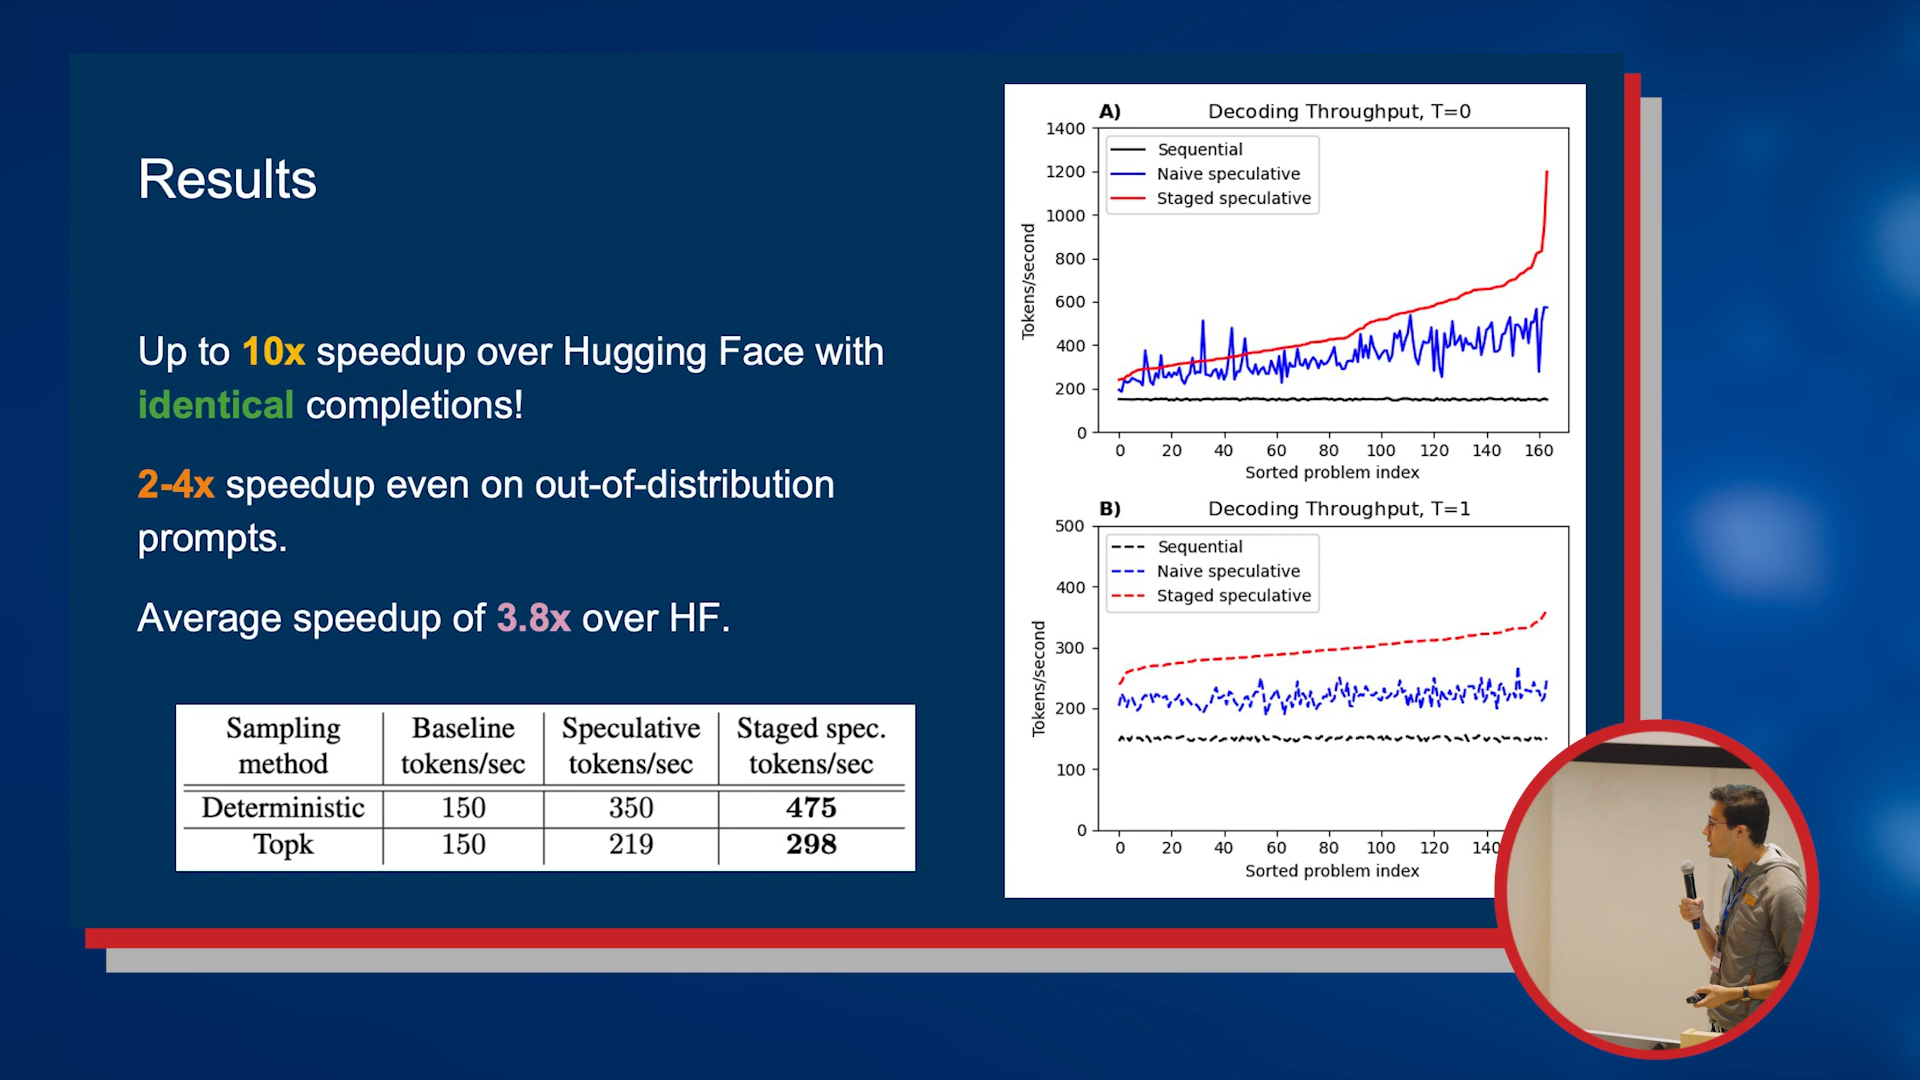 Results
Up to 10x speedup over Hugging Face with
identical completions!
2-4x speedup even on out-of-distribution
prompts.
Average speedup of 3.8x over HF.
Sampling method | Baseline tokens/sec | Speculative tokens/sec | Staged spec. tokens/sec
Deterministic | 150 | 350 | 475
Topk | 150 | 219 | 298
A) Decoding Throughput, T=0
Sequential
Naive speculative
Staged speculative
Tokens/second
1400
1200
1000
800
600
400
200
0
0 20 40 60 80 100 120 140 160
Sorted problem index
B) Decoding Throughput, T=1
Sequential
Naive speculative
Staged speculative
Tokens/second
500
400
300
200
100
0
0 20 40 60 80 100 120 140
Sorted problem index